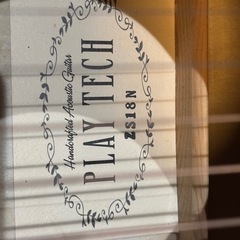 Handcrafted Acoustic Guitar
PLAY TECH
ZS18N